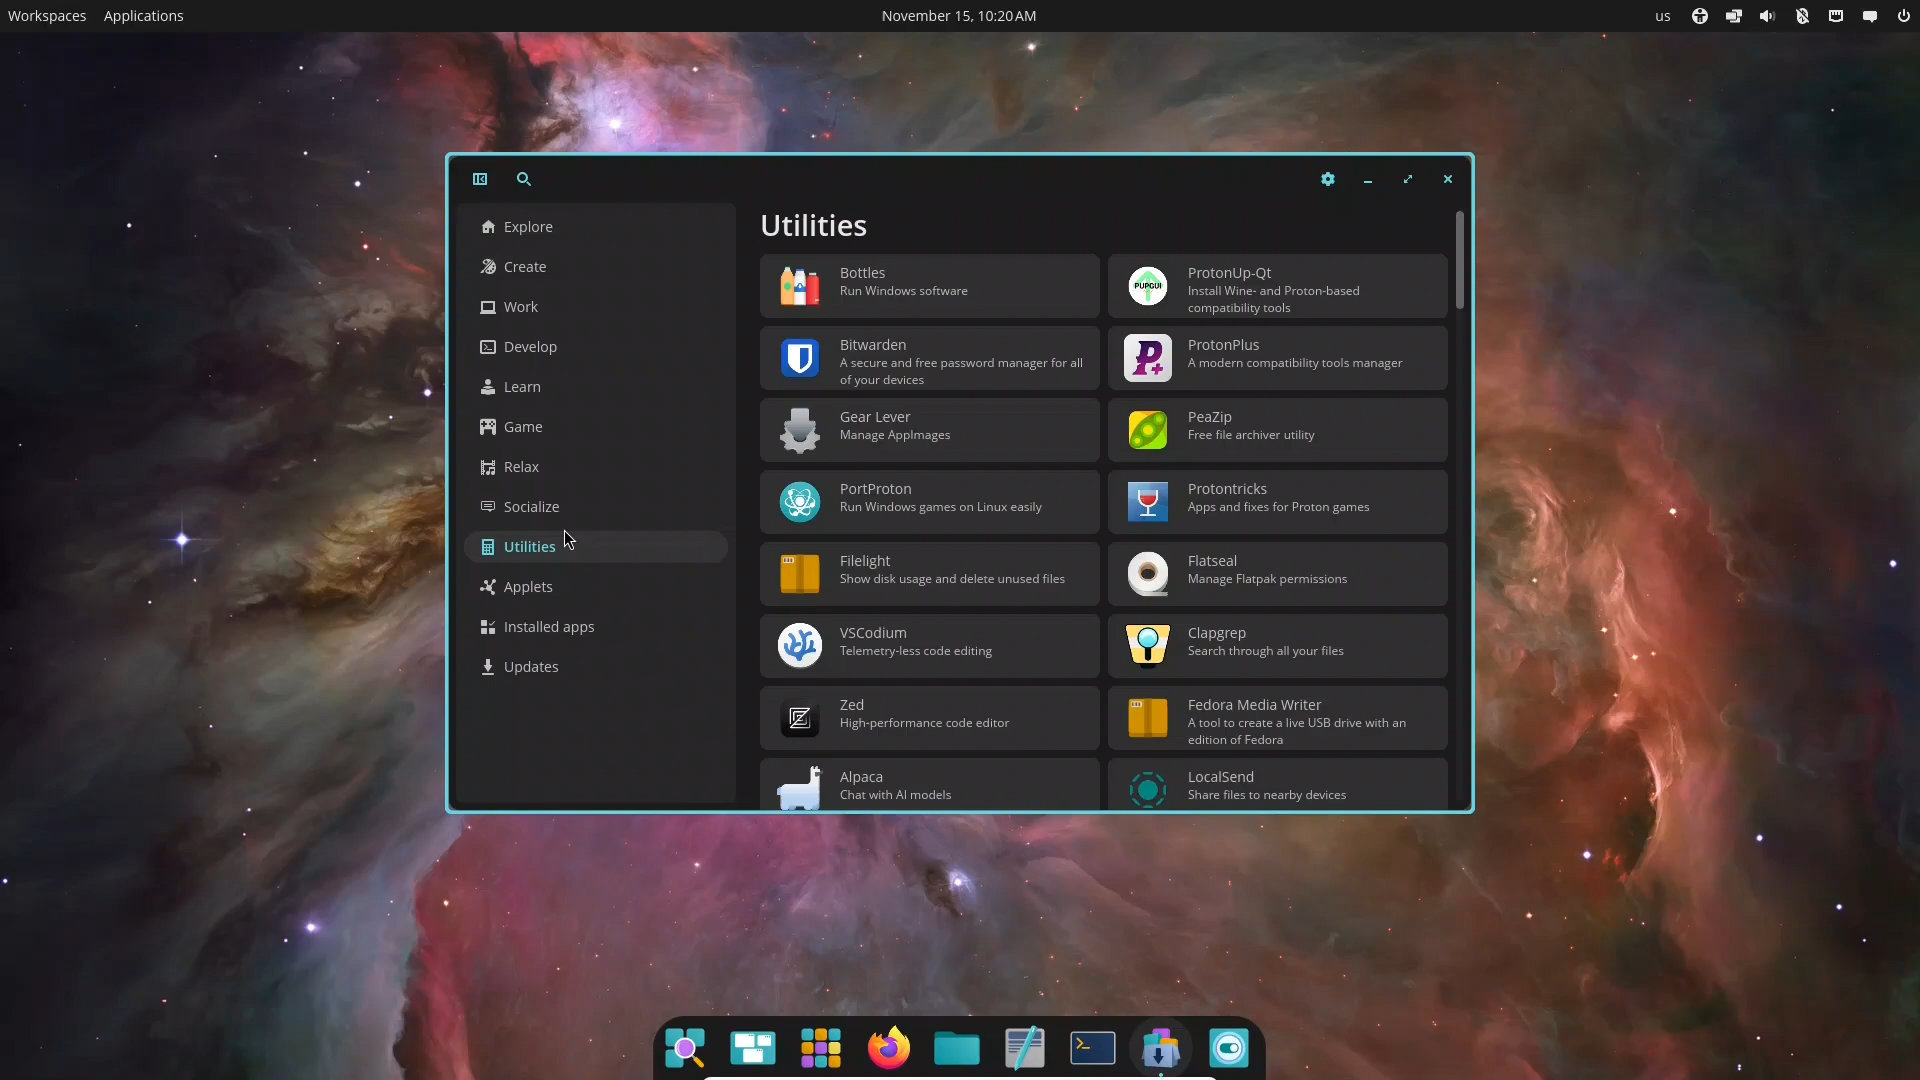 Workspaces Applications November 15, 10:20 AM us
Explore
Create
Work
Develop
Learn
Game
Relax
Socialize
Utilities
Applets
Installed apps
Updates
Utilities
Bottles
Run Windows software
ProtonUp-Qt
Install Wine- and Proton-based
compatibility tools
Bitwarden
A secure and free password manager for all
of your devices
ProtonPlus
A modern compatibility tools manager
Gear Lever
Manage AppImages
PeaZip
Free file archiver utility
PortProton
Run Windows games on Linux easily
Protontricks
Apps and fixes for Proton games
Filelight
Show disk usage and delete unused files
Flatseal
Manage Flatpak permissions
VSCodium
Telemetry-less code editing
Clapgrep
Search through all your files
Zed
High-performance code editor
Fedora Media Writer
A tool to create a live USB drive with an
edition of Fedora
Alpaca
Chat with AI models
LocalSend
Share files to nearby devices
PUPGUI